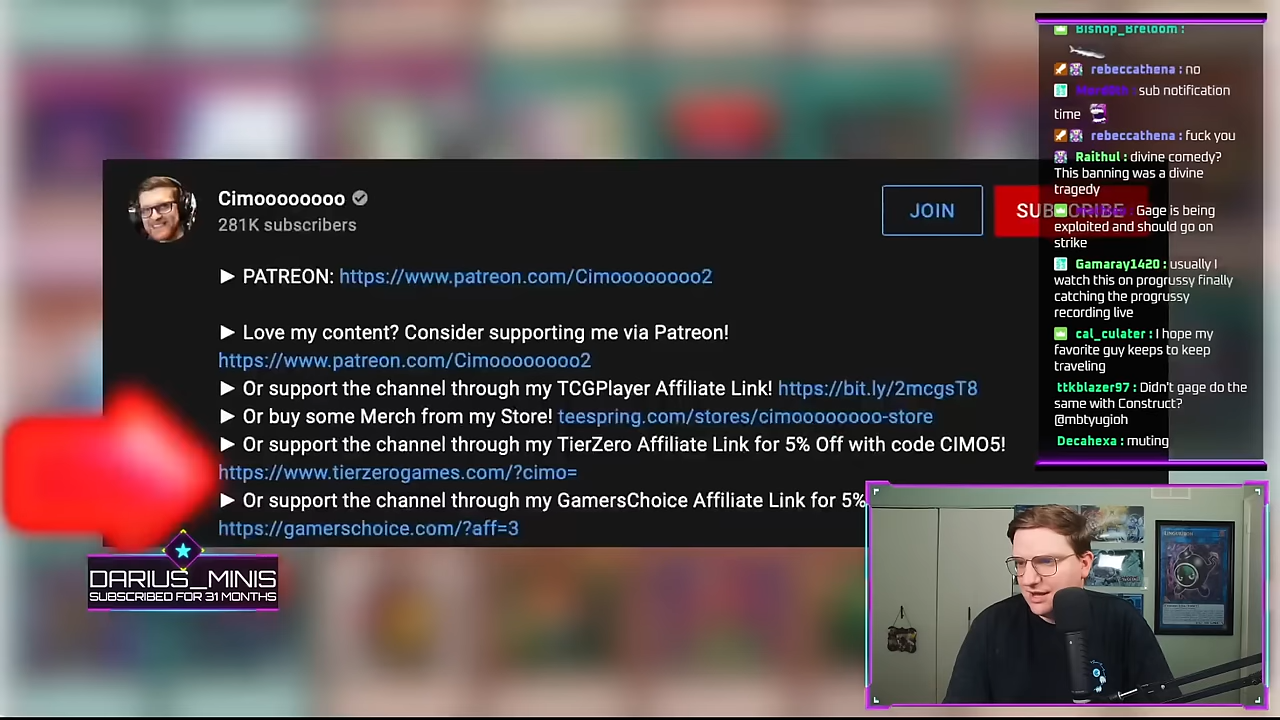 Cimoooooooo
281K subscribers
JOIN
SUBSCRIBE
► PATREON: https://www.patreon.com/Cimoooooooo2
► Love my content? Consider supporting me via Patreon!
https://www.patreon.com/Cimoooooooo2
► Or support the channel through my TCGPlayer Affiliate Link! https://bit.ly/2mcgsT8
► Or buy some Merch from my Store! teespring.com/stores/cimoooooooo-store
► Or support the channel through my TierZero Affiliate Link for 5% Off with code CIMO5!
https://www.tierzerogames.com/?cimo=
► Or support the channel through my GamersChoice Affiliate Link for 5%
https://gamerschoice.com/?aff=3
DARIUS_MINIS
SUBSCRIBED FOR 31 MONTHS
Bishop_Breldom :
rebeccathena : no
: sub notification
time
rebeccathena : fuck you
Raithul : divine comedy?
This banning was a divine
tragedy
: Gage is being
exploited and should go on
strike
Gamaray1420 : usually I
watch this on progrussy finally
catching the progrussy
recording live
cal_culater : I hope my
favorite guy keeps to keep
traveling
ttkblazer97 : Didn't gage do the
same with Construct?
@mbtyugioh
Decahexa : muting